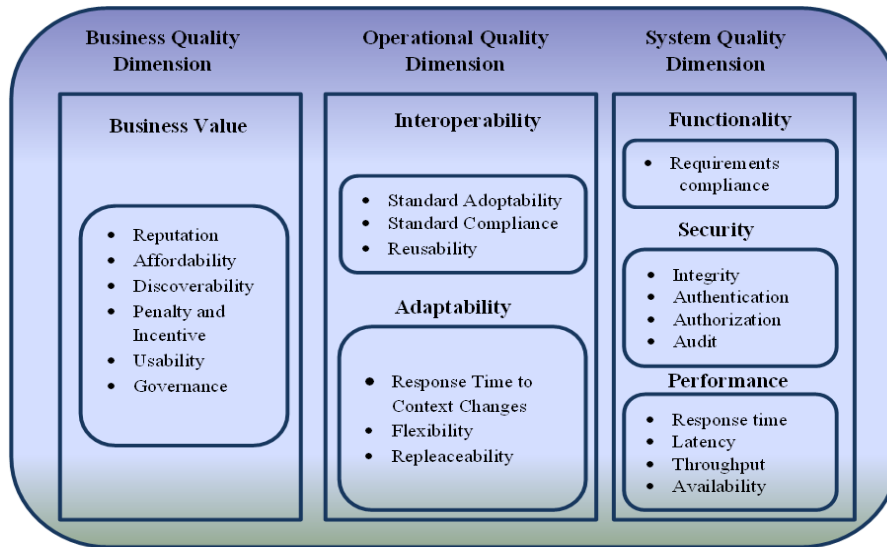 Business Quality
Dimension
Business Value
• Reputation
• Affordability
• Discoverability
• Penalty and
Incentive
• Usability
• Governance
Operational Quality
Dimension
Interoperability
• Standard Adoptability
• Standard Compliance
• Reusability
Adaptability
• Response Time to
Context Changes
• Flexibility
• Repleaceability
System Quality
Dimension
Functionality
• Requirements
compliance
Security
• Integrity
• Authentication
• Authorization
• Audit
Performance
• Response time
• Latency
• Throughput
• Availability